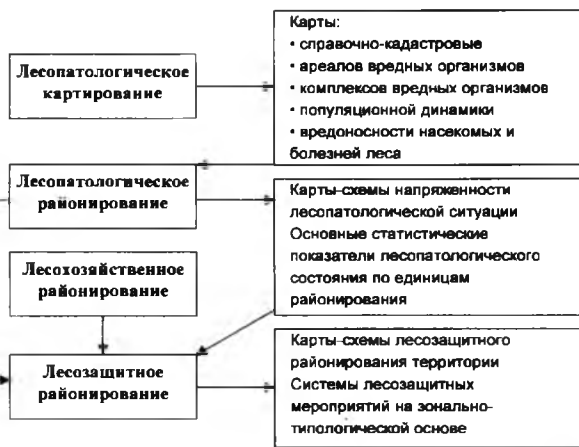 Лесопатологическое
картирование
Карты:
• справочно-кадастровые
• ареалов вредных организмов
• комплексов вредных организмов
• популяционной динамики
• вредоносности насекомых и
болезней леса
Лесопатологическое
районирование
Карты-схемы напряженности
лесопатологической ситуации
Основные статистические
показатели лесопатологического
состояния по единицам
районирования
Лесохозяйственное
районирование
Лесозащитное
районирование
Карты-схемы лесозащитного
районирования территории
Системы лесозащитных
мероприятий на зонально-
типологической основе